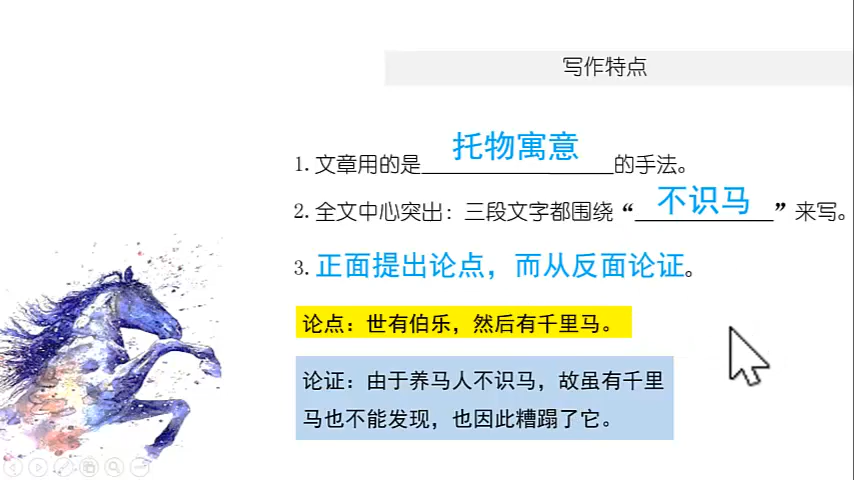 写作特点
1. 文章用的是托物寓意的手法。
2. 全文中心突出：三段文字都围绕“不识马”来写。
3. 正面提出论点，而从反面论证。
论点：世有伯乐，然后有千里马。
论证：由于养马人不识马，故虽有千里
马也不能发现，也因此糟蹋了它。